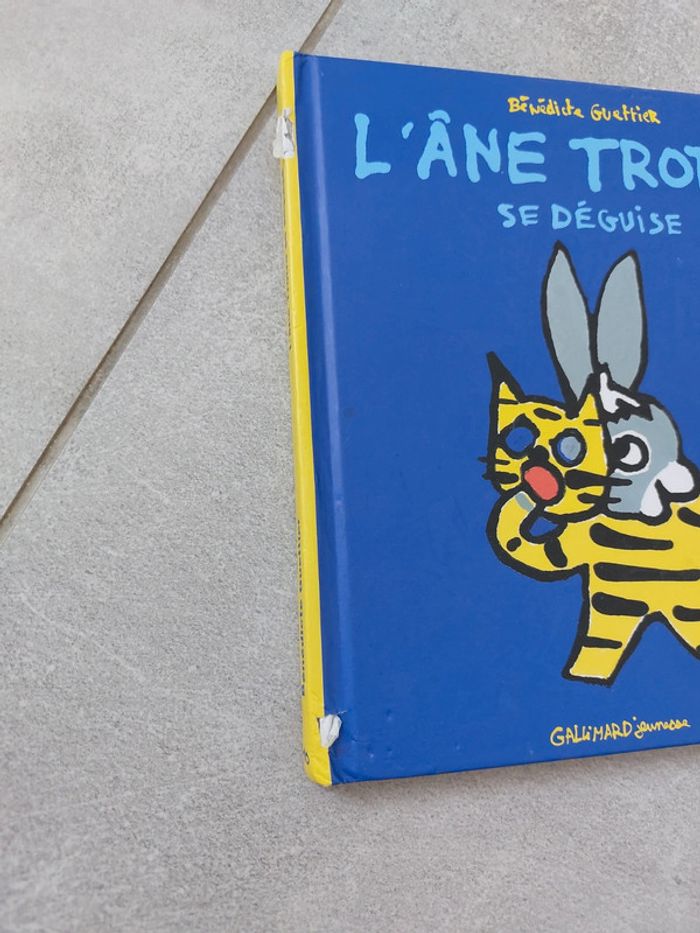 Bénédicte Guettier
L'ÂNE TROT
SE DÉGUISE
GALLIMARD jeunesse